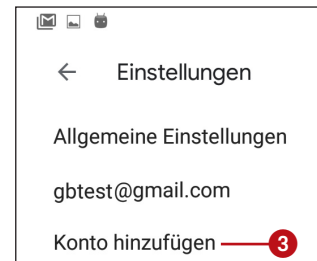 Einstellungen
Allgemeine Einstellungen
gbtest@gmail.com
Konto hinzufügen 3